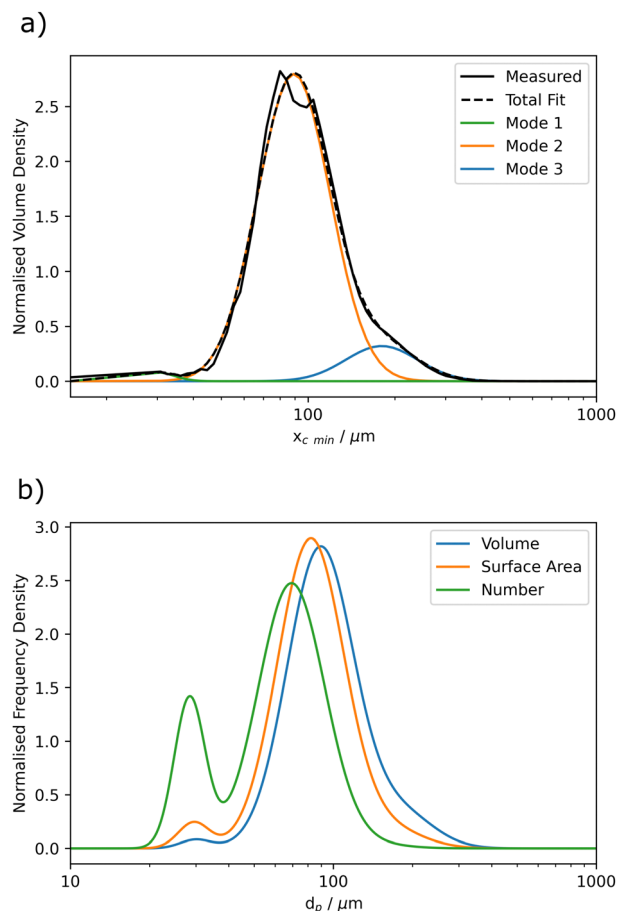 a)
Normalised Volume Density
2.5
2.0
1.5
1.0
0.5
0.0
Measured
Total Fit
Mode 1
Mode 2
Mode 3
100
1000
x_c min / μm
b)
Normalised Frequency Density
3.0
2.5
2.0
1.5
1.0
0.5
0.0
Volume
Surface Area
Number
10
100
1000
d_p / μm